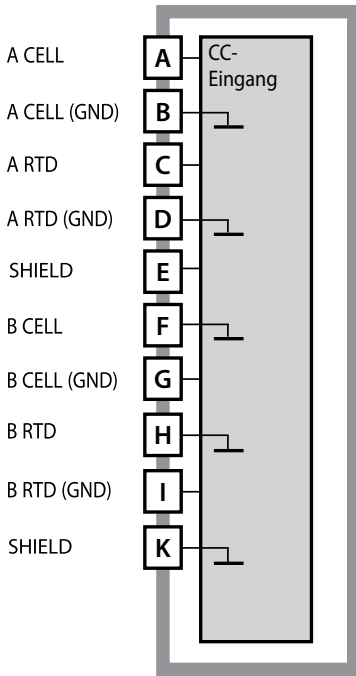 A CELL A CC-
Eingang
A CELL (GND) B
A RTD C
A RTD (GND) D
SHIELD E
B CELL F
B CELL (GND) G
B RTD H
B RTD (GND) I
SHIELD K